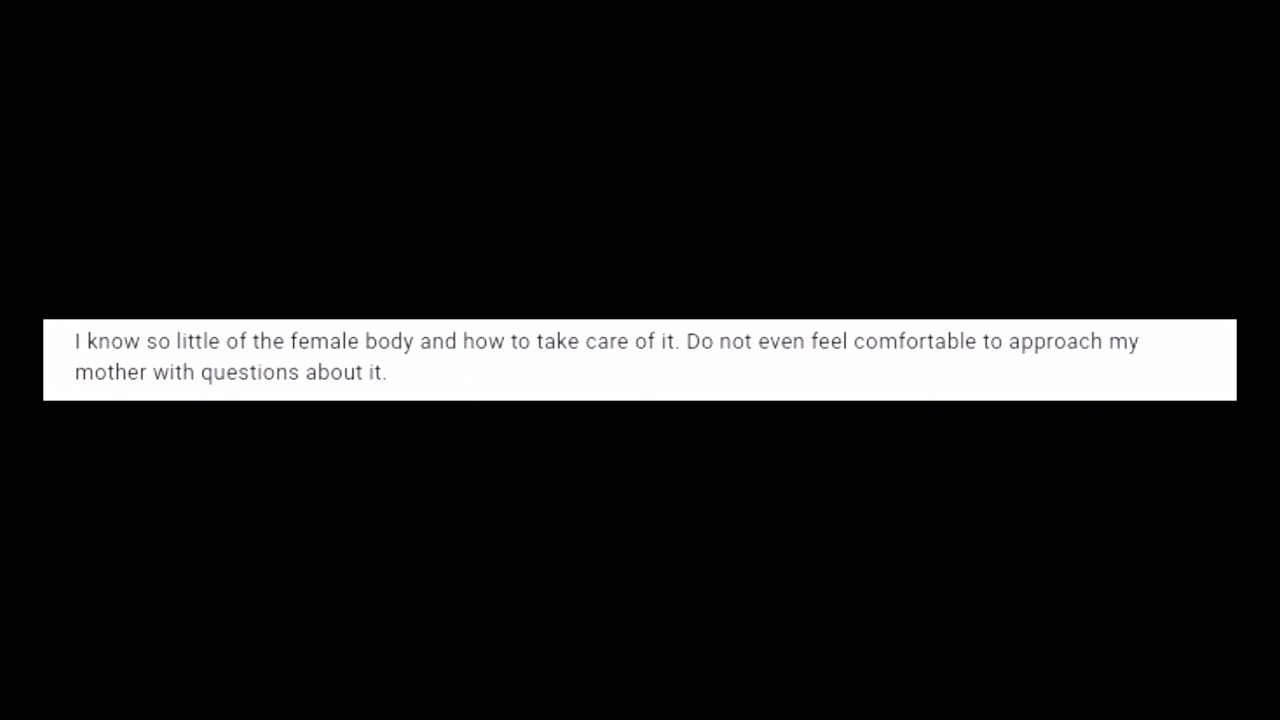 I know so little of the female body and how to take care of it. Do not even feel comfortable to approach my
mother with questions about it.